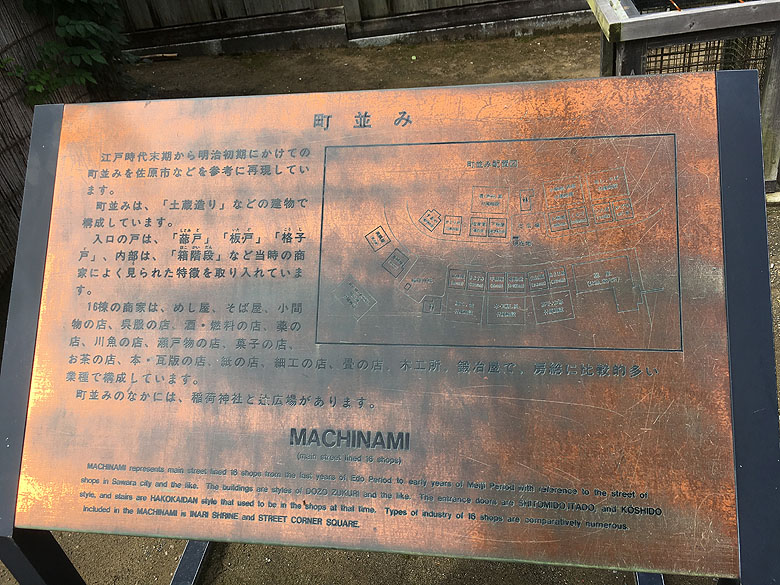 町並み
江戸時代末期から明治初期にかけての
町並みを佐原市などを参考に再現してい
ます。
町並みは、「土蔵造り」などの建物で
構成しています。
入口の戸は、「蔀戸」「板戸」「格子
戸」、内部は、「箱階段」など当時の商
家によく見られた特徴を取り入れていま
す。
16棟の商家は、めし屋、そば屋、小間
物の店、呉服の店、酒・燃料の店、薬の
店、川魚の店、瀬戸物の店、菓子の店、
お茶の店、本・瓦版の店、紙の店、細工の店、畳の店、木工所、鍛冶屋で、房総に比較的多い
業種で構成しています。
町並みのなかには、稲荷神社と辻広場があります。
町並み配置図
MACHINAMI
(main street lined 16 shops)
MACHINAMI represents main street lined 16 shops from the last years of Edo Period to early years of Meiji Period with reference to the street of
shops in Sawara city and the like. The buildings are styles of DOZO ZUKURI and the like. The entrance doors are SHITOMIDO,ITADO, and KOSHIDO
style, and stairs are HAKOKAIDAN style that used to be in the shops at that time. Types of industry of 16 shops are comparatively numerous.
included in the MACHINAMI is INARI SHRINE and STREET CORNER SQUARE.